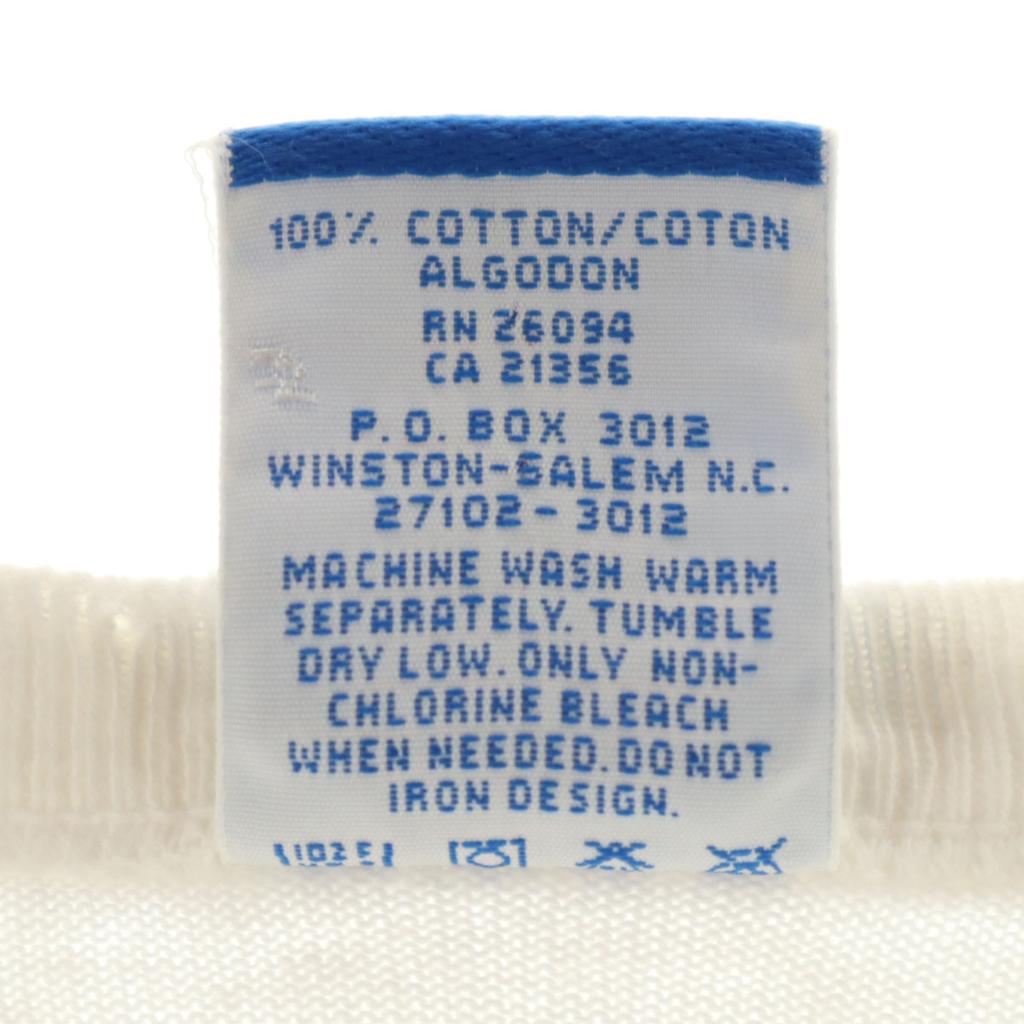 100% COTTON/COTON
ALGODON
RN 26094
CA 21356
P.O. BOX 3012
WINSTON-SALEM N.C.
27102-3012
MACHINE WASH WARM
SEPARATELY. TUMBLE
DRY LOW. ONLY NON-
CHLORINE BLEACH
WHEN NEEDED. DO NOT
IRON DESIGN.